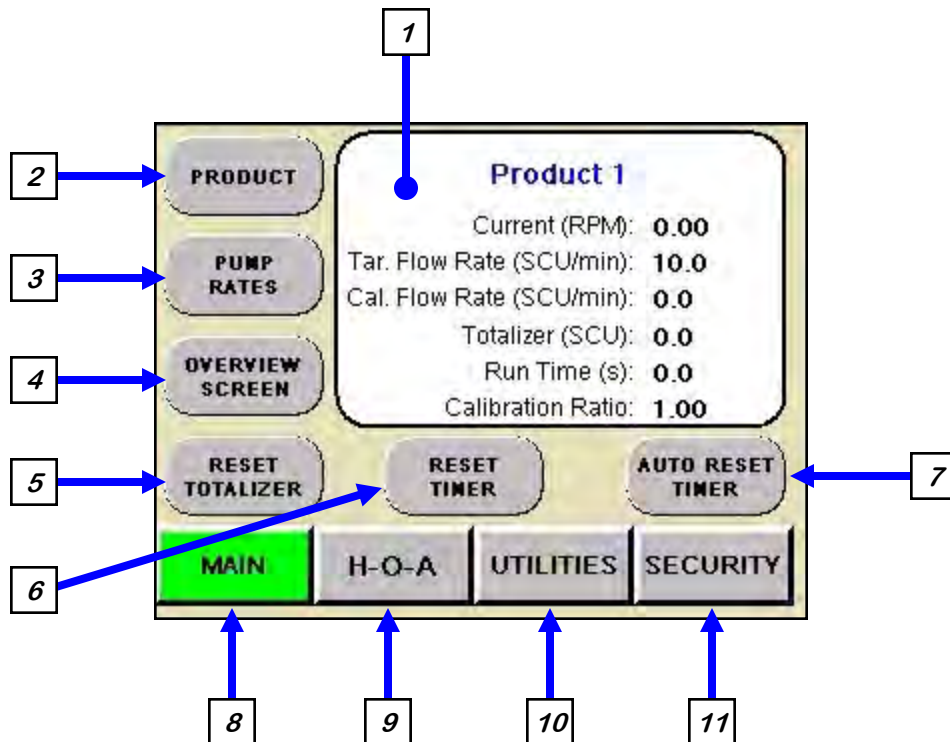 1
2
PRODUCT
Product 1
Current (RPM): 0.00
3
PUMP
RATES
Tar. Flow Rate (SCU/min): 10.0
Cal. Flow Rate (SCU/min): 0.0
Totalizer (SCU): 0.0
4
OVERVIEW
SCREEN
Run Time (s): 0.0
Calibration Ratio: 1.00
5
RESET
TOTALIZER
RESET
TIMER
AUTO RESET
TIMER
7
6
MAIN
H-O-A
UTILITIES
SECURITY
8
9
10
11